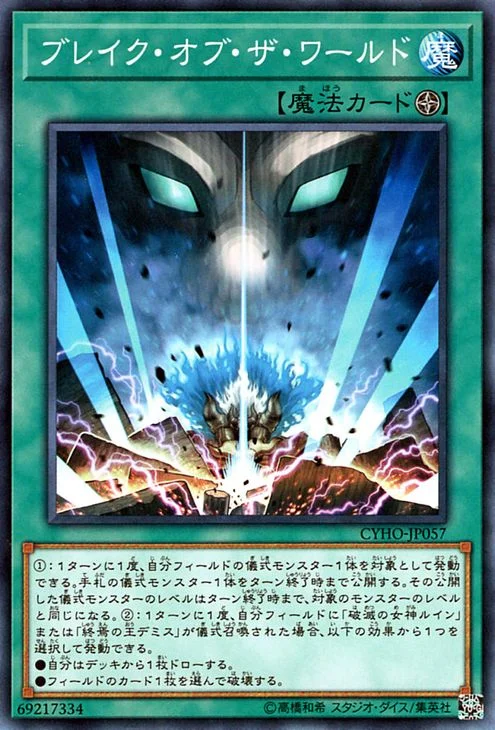 ブレイク・オブ・ザ・ワールド 魔
【魔法カード】
CYHO-JP057
①:1ターンに1度、自分フィールドの儀式モンスター1体を対象として発動
できる。手札の儀式モンスター1体をターン終了時まで公開する。その公開
した儀式モンスターのレベルはターン終了時まで、対象のモンスターのレベル
と同じになる。②:1ターンに1度、自分フィールドに「破滅の女神ルイン」
または「終焉の王デミス」が儀式召喚された場合、以下の効果から1つを
選択して発動できる。
●自分はデッキから1枚ドローする。
●フィールドのカード1枚を選んで破壊する。
69217334
©高橋和希 スタジオ・ダイス/集英社